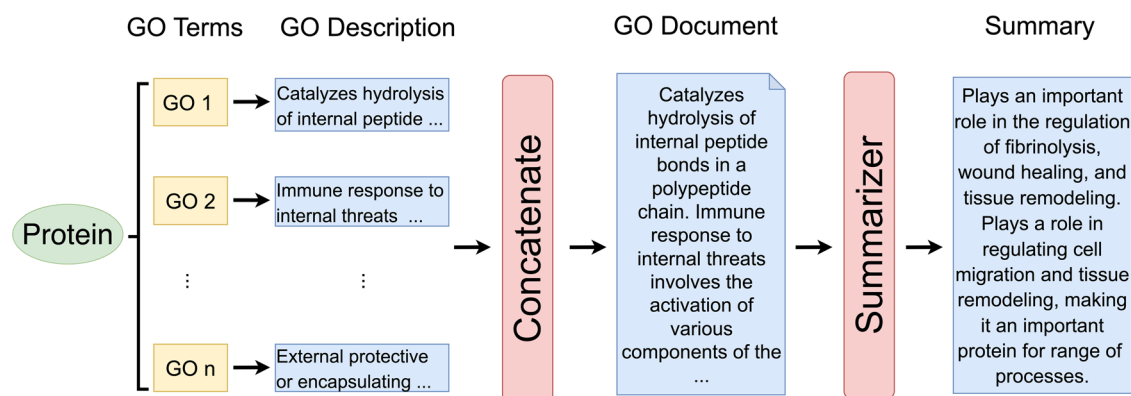 GO Terms
GO Description
GO Document
Summary
Protein
GO 1
Catalyzes hydrolysis
of internal peptide ...
GO 2
Immune response to
internal threats ...
⋮
⋮
GO n
External protective
or encapsulating ...
Concatenate
Catalyzes
hydrolysis of
internal peptide
bonds in a
polypeptide
chain. Immune
response to
internal threats
involves the
activation of
various
components of the
...
Summarizer
Plays an important
role in the regulation
of fibrinolysis,
wound healing, and
tissue remodeling.
Plays a role in
regulating cell
migration and tissue
remodeling, making
it an important
protein for range of
processes.